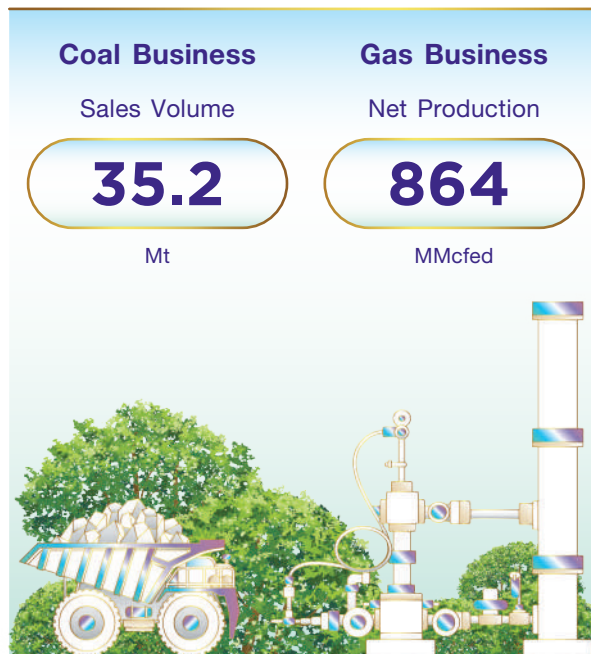 Coal Business
Sales Volume
35.2
Mt
Gas Business
Net Production
864
MMcfed